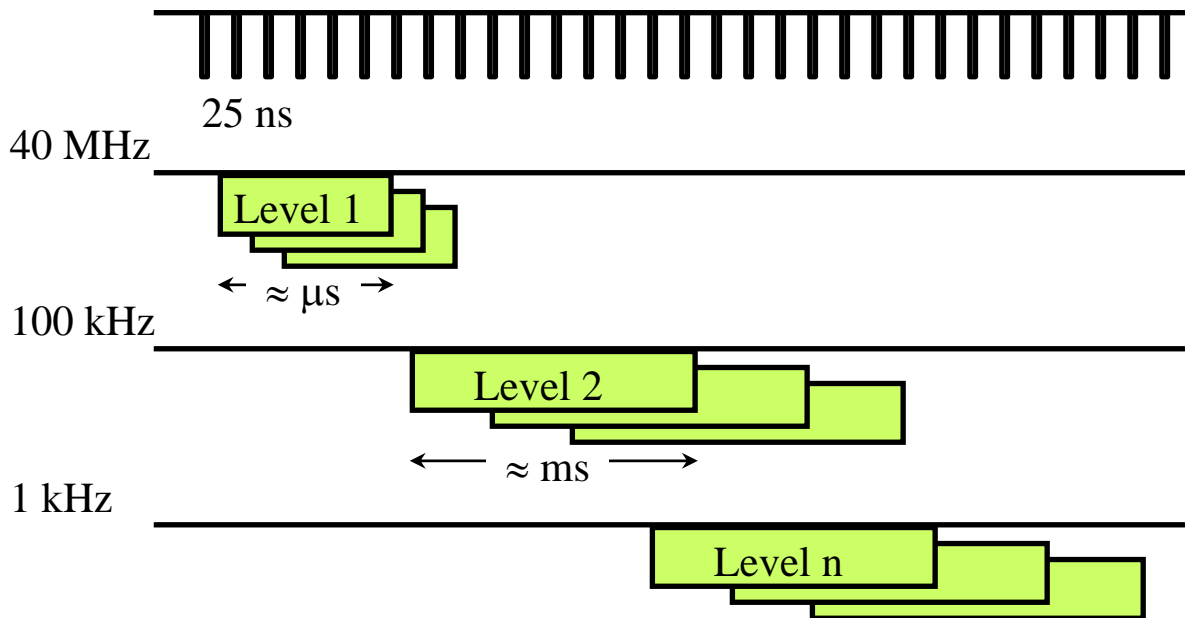 25 ns
40 MHz
Level 1
≈ μs
100 kHz
Level 2
≈ ms
1 kHz
Level n